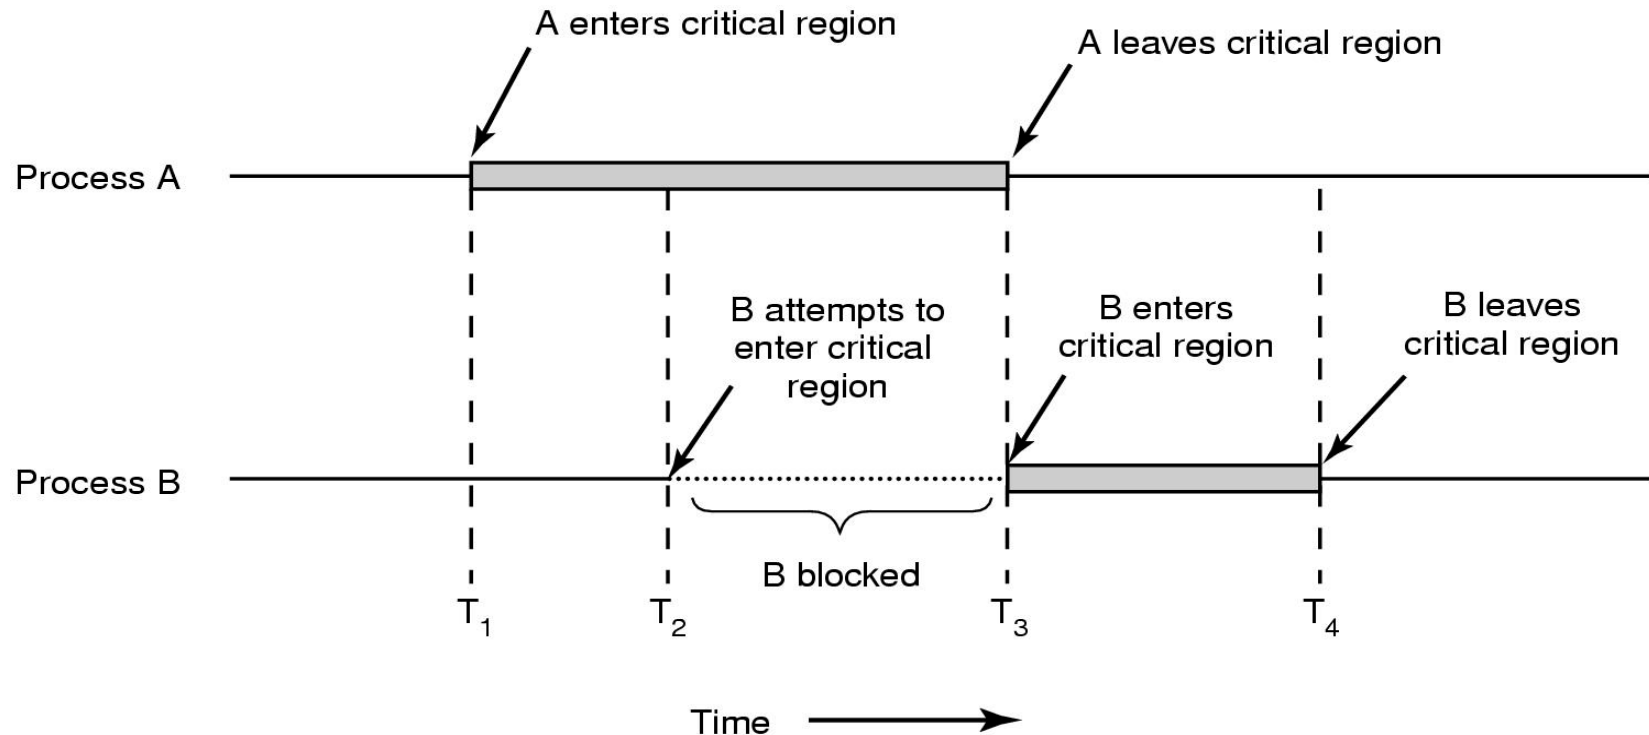 A enters critical region
A leaves critical region
Process A
B attempts to
enter critical
region
B enters
critical region
B leaves
critical region
Process B
B blocked
T1
T2
T3
T4
Time